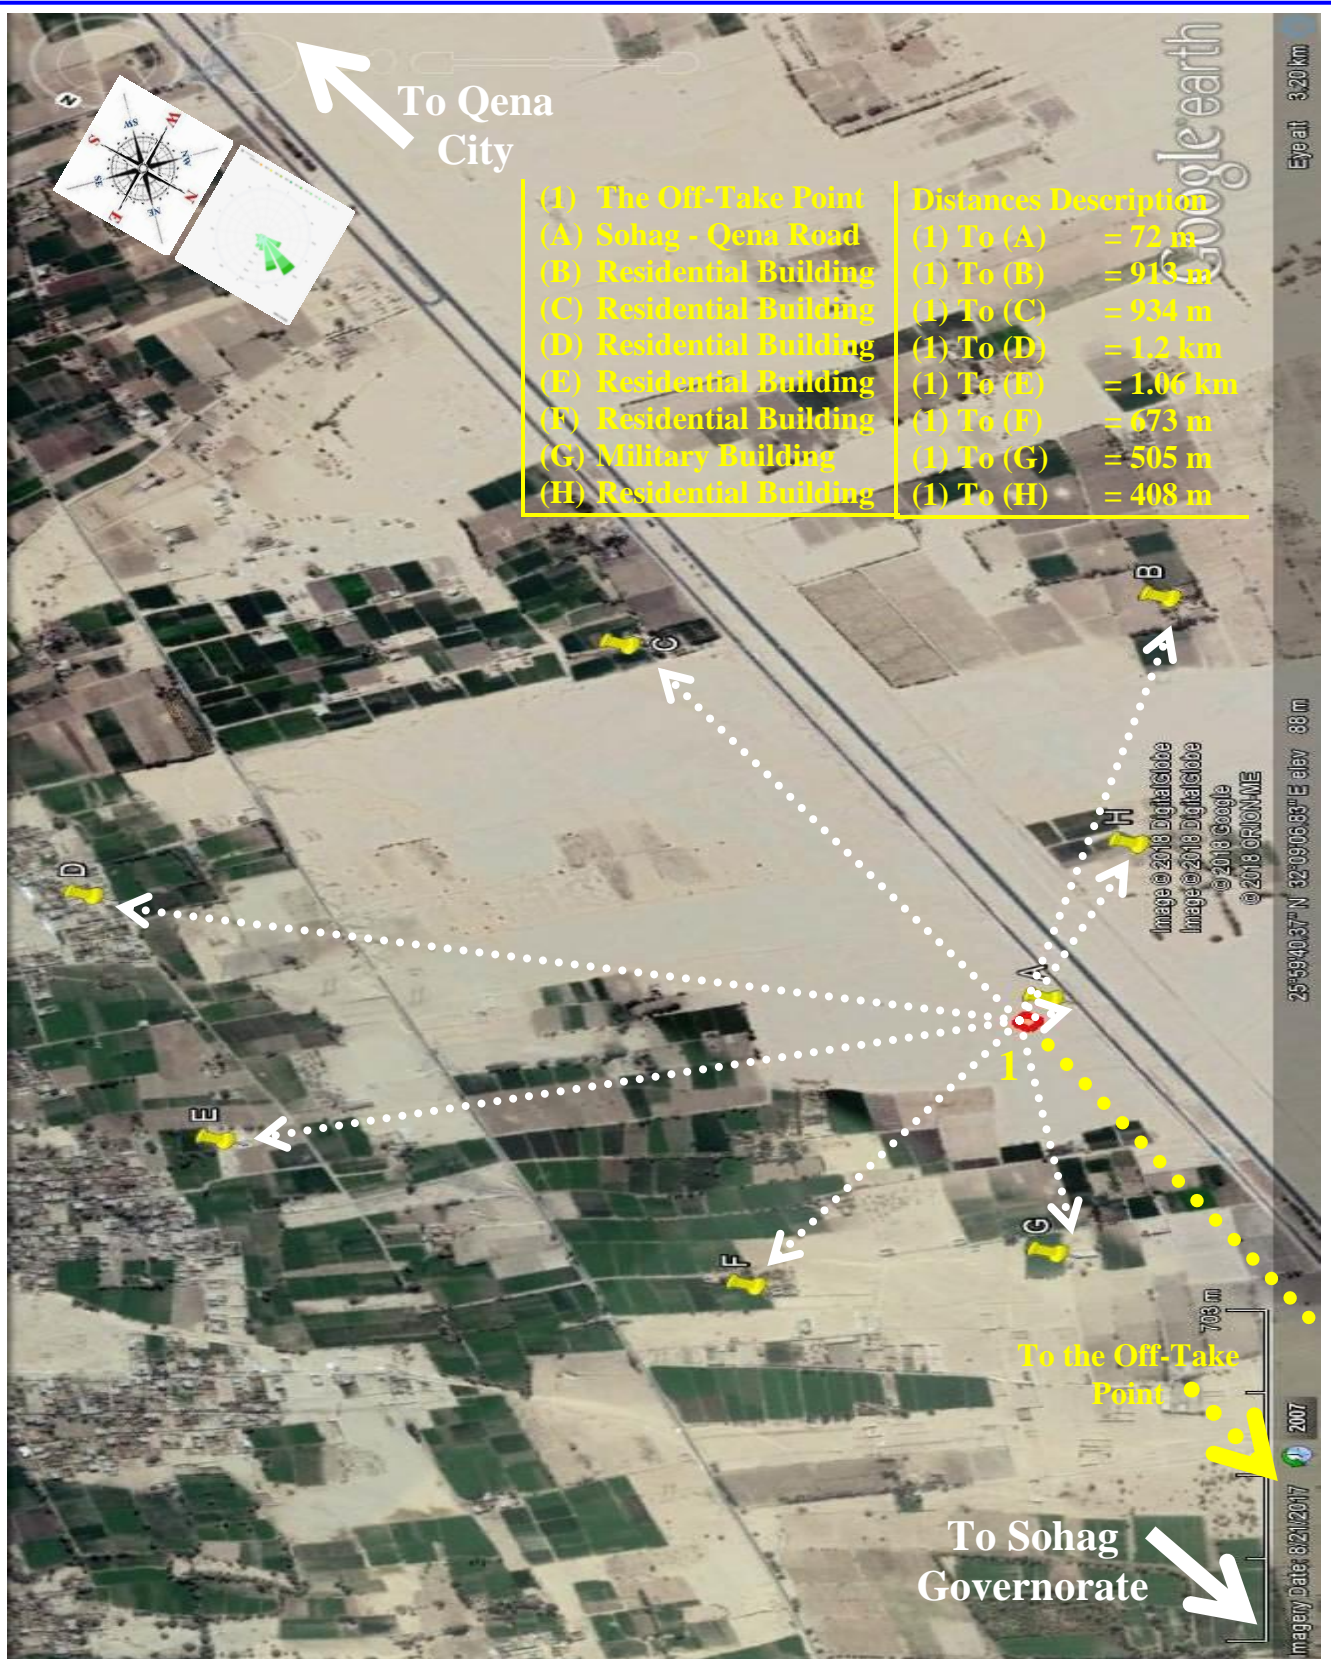 To Qena
City
N
W
SW
S
NW
SE
N
NE
E
Google earth
(1) The Off-Take Point
(A) Sohag - Qena Road
(B) Residential Building
(C) Residential Building
(D) Residential Building
(E) Residential Building
(F) Residential Building
(G) Military Building
(H) Residential Building
Distances Description
(1) To (A) = 72 m
(1) To (B) = 913 m
(1) To (C) = 934 m
(1) To (D) = 1.2 km
(1) To (E) = 1.06 km
(1) To (F) = 673 m
(1) To (G) = 505 m
(1) To (H) = 408 m
B
C
H
D
A
1
E
G
F
Image © 2018 DigitalGlobe
Image © 2018 DigitalGlobe
© 2018 Google
© 2018 ORION-ME
703 m
To the Off-Take
Point
To Sohag
Governorate
Imagery Date: 8/21/2017 2007 25°59'40.37" N 32°09'06.83" E elev 88 m Eye alt 3.20 km